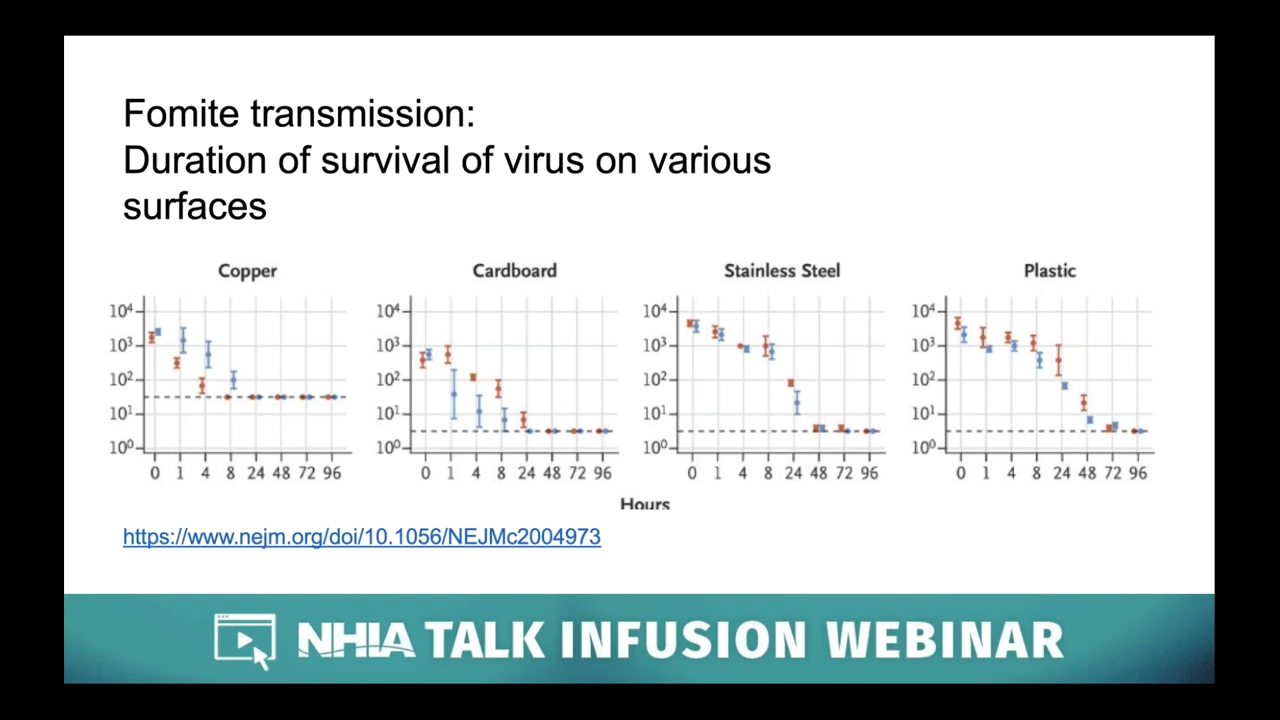 Fomite transmission:
Duration of survival of virus on various
surfaces
Copper
Cardboard
Stainless Steel
Plastic
10⁴
10³
10²
10¹
10⁰
0 1 4 8 24 48 72 96
10⁴
10³
10²
10¹
10⁰
0 1 4 8 24 48 72 96
10⁴
10³
10²
10¹
10⁰
0 1 4 8 24 48 72 96
10⁴
10³
10²
10¹
10⁰
0 1 4 8 24 48 72 96
Hours
https://www.nejm.org/doi/10.1056/NEJMc2004973
NHIA TALK INFUSION WEBINAR